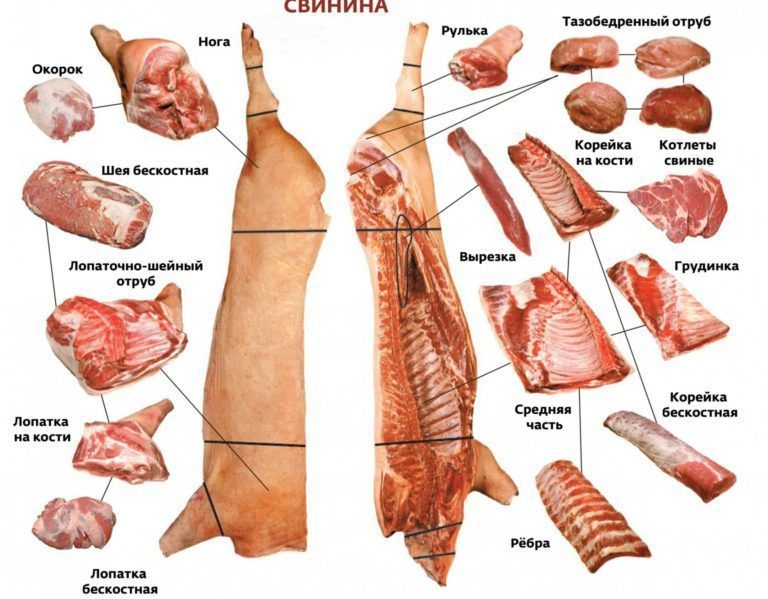 СВИНИНА
Нога
Рулька
Тазобедренный отруб
Окорок
Шея бескостная
Корейка
на кости
Котлеты
свиные
Лопаточно-шейный
отруб
Вырезка
Грудинка
Лопатка
на кости
Средняя
часть
Корейка
бескостная
Рёбра
Лопатка
бескостная